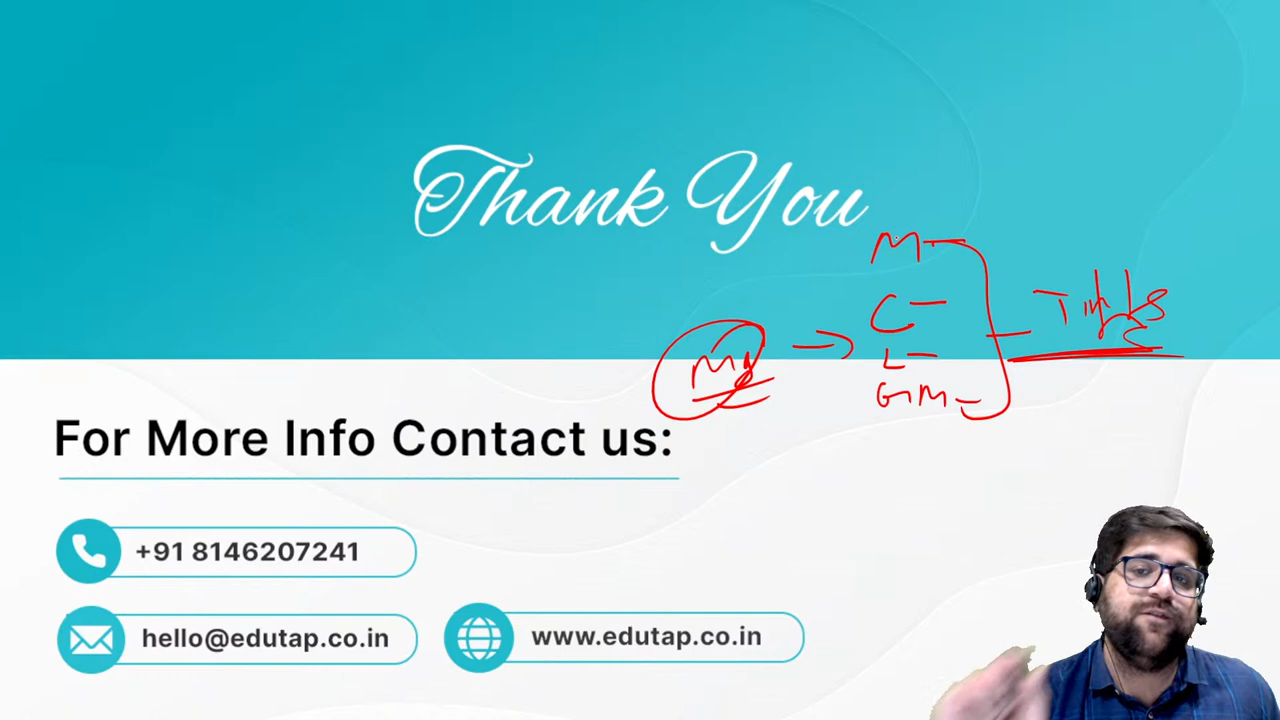 Thank You
M
C
L
GM
For More Info Contact us:
+91 8146207241
hello@edutap.co.in
www.edutap.co.in